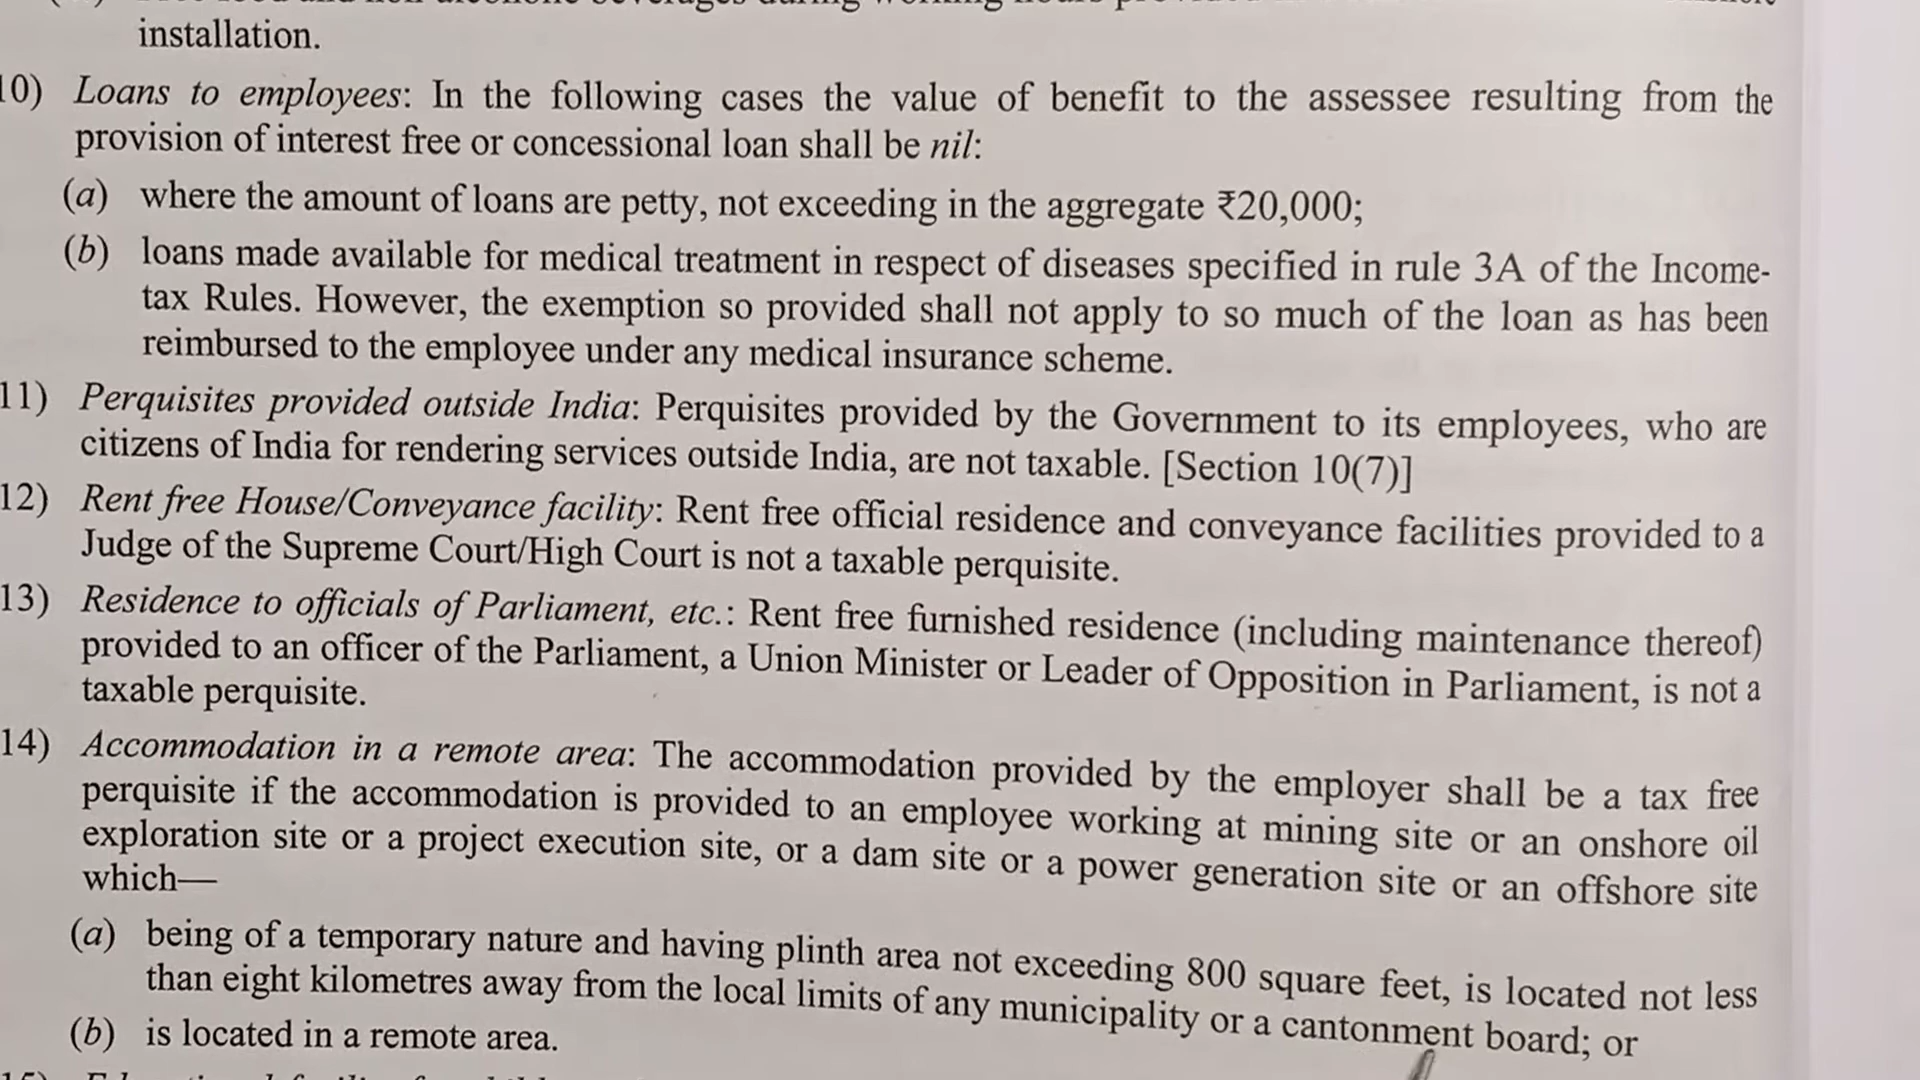 installation.
10) Loans to employees: In the following cases the value of benefit to the assessee resulting from the
provision of interest free or concessional loan shall be nil:
(a) where the amount of loans are petty, not exceeding in the aggregate ₹20,000;
(b) loans made available for medical treatment in respect of diseases specified in rule 3A of the Income-
tax Rules. However, the exemption so provided shall not apply to so much of the loan as has been
reimbursed to the employee under any medical insurance scheme.
11) Perquisites provided outside India: Perquisites provided by the Government to its employees, who are
citizens of India for rendering services outside India, are not taxable. [Section 10(7)]
12) Rent free House/Conveyance facility: Rent free official residence and conveyance facilities provided to a
Judge of the Supreme Court/High Court is not a taxable perquisite.
13) Residence to officials of Parliament, etc.: Rent free furnished residence (including maintenance thereof)
provided to an officer of the Parliament, a Union Minister or Leader of Opposition in Parliament, is not a
taxable perquisite.
14) Accommodation in a remote area: The accommodation provided by the employer shall be a tax free
perquisite if the accommodation is provided to an employee working at mining site or an onshore oil
exploration site or a project execution site, or a dam site or a power generation site or an offshore site
which—
(a) being of a temporary nature and having plinth area not exceeding 800 square feet, is located not less
than eight kilometres away from the local limits of any municipality or a cantonment board; or
(b) is located in a remote area.